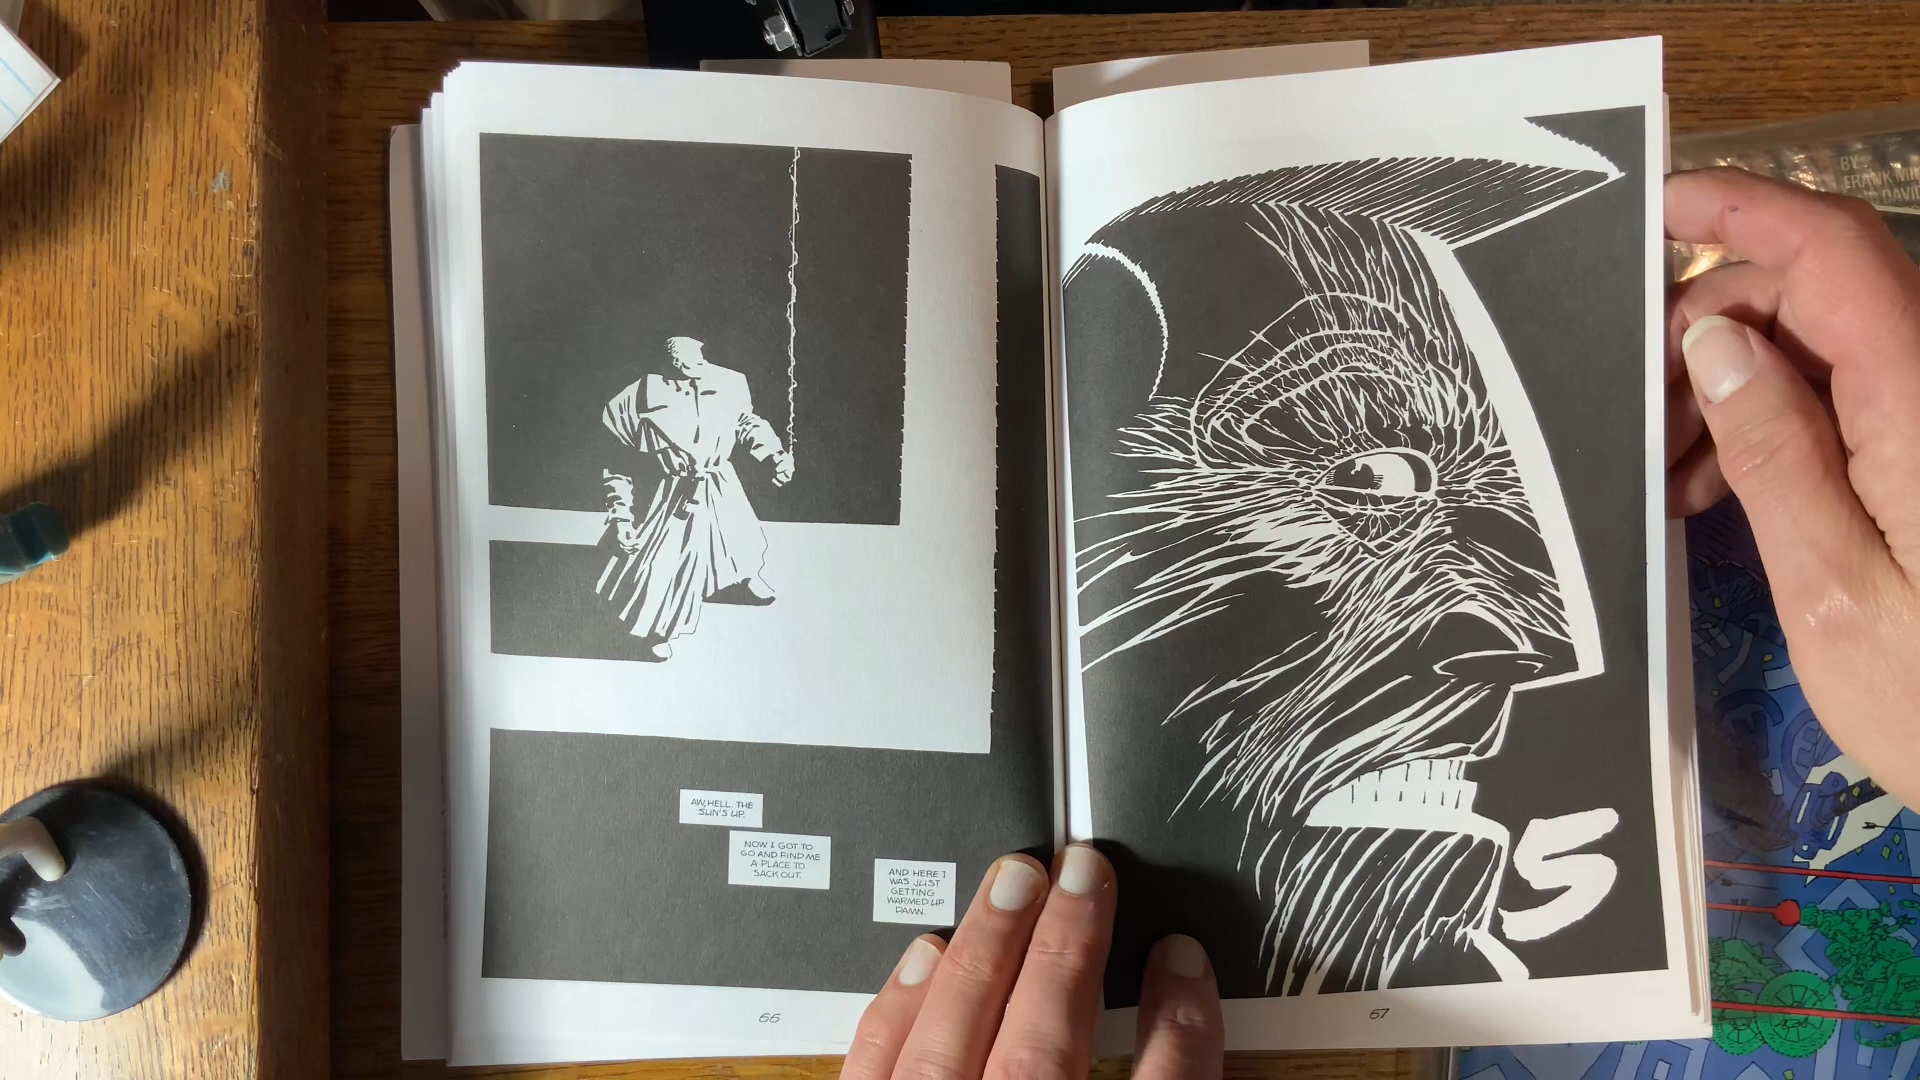 BY
FRANK MI
DAVI
AW, HELL. THE
SUN'S UP.
NOW I GOT TO
GO AND FIND ME
A PLACE TO
SACK OUT.
AND HERE I
WAS JUST
GETTING
WARMED UP.
DAMN.
5
66
67